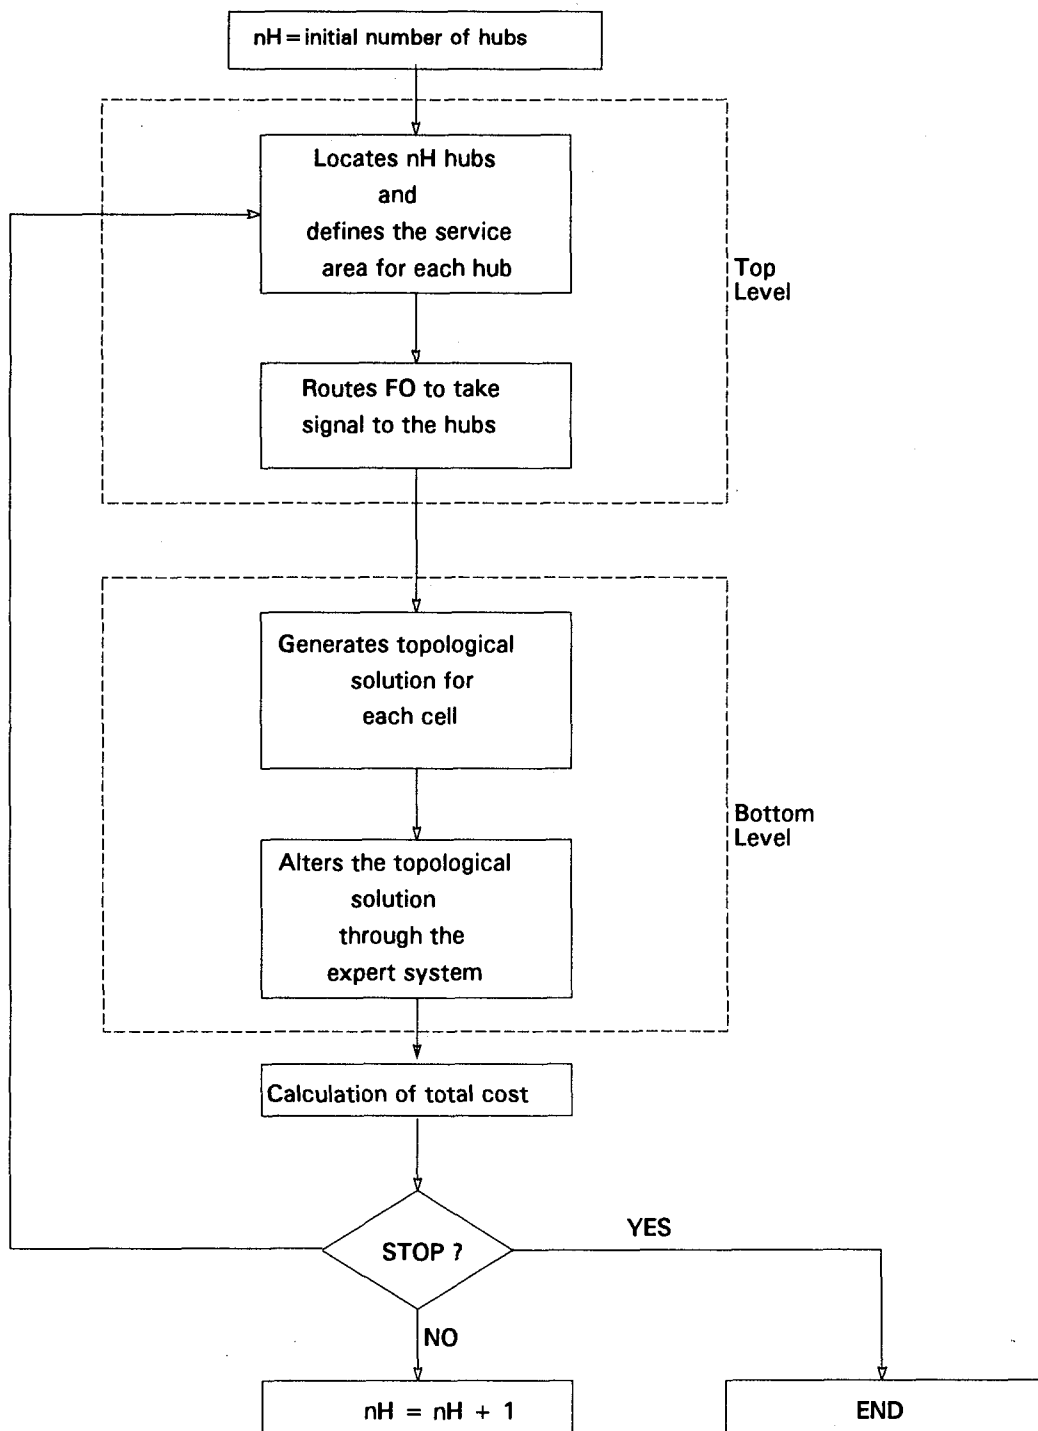 nH = initial number of hubs
Locates nH hubs
and
defines the service
area for each hub
Top
Level
Routes FO to take
signal to the hubs
Generates topological
solution for
each cell
Bottom
Level
Alters the topological
solution
through the
expert system
Calculation of total cost
STOP ?
YES
NO
nH = nH + 1
END